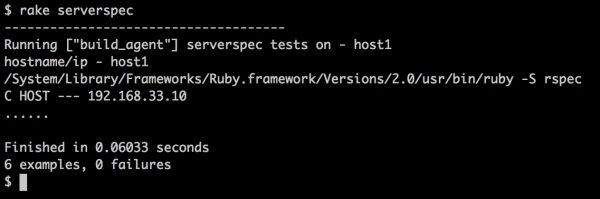 $ rake serverspec
-----------------------------------
Running ["build_agent"] serverspec tests on - host1
hostname/ip - host1
/System/Library/Frameworks/Ruby.framework/Versions/2.0/usr/bin/ruby -S rspec
C HOST --- 192.168.33.10
......
Finished in 0.06033 seconds
6 examples, 0 failures
$